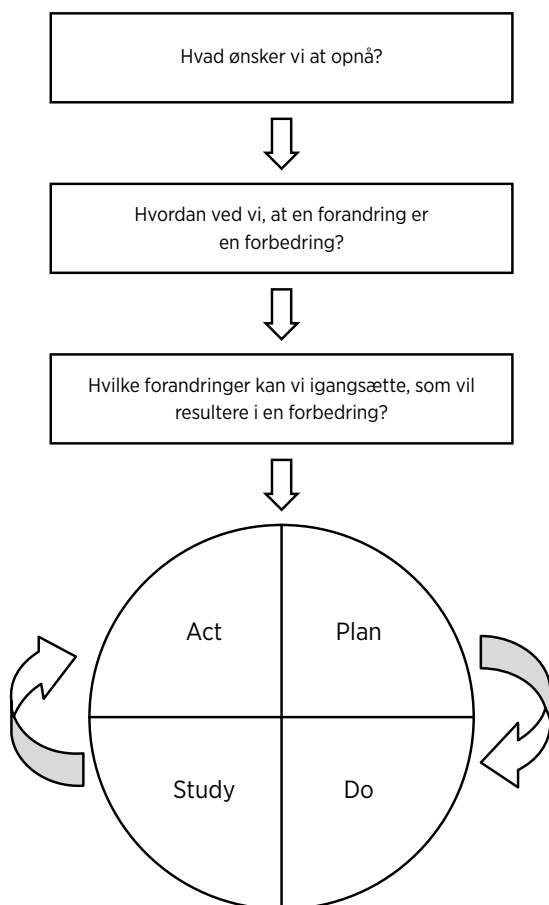 Hvad ønsker vi at opnå?
Hvordan ved vi, at en forandring er
en forbedring?
Hvilke forandringer kan vi igangsætte, som vil
resultere i en forbedring?
Act
Plan
Study
Do